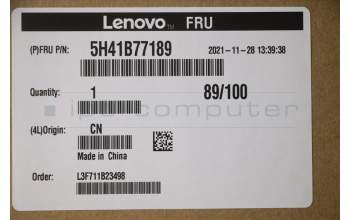 Lenovo™ FRU
(P)FRU P/N: 5H41B77189 2021-11-28 13:39:38
Quantity: 1 89/100
(4L)Origin: CN
Made in China
Order: L3F711B23498